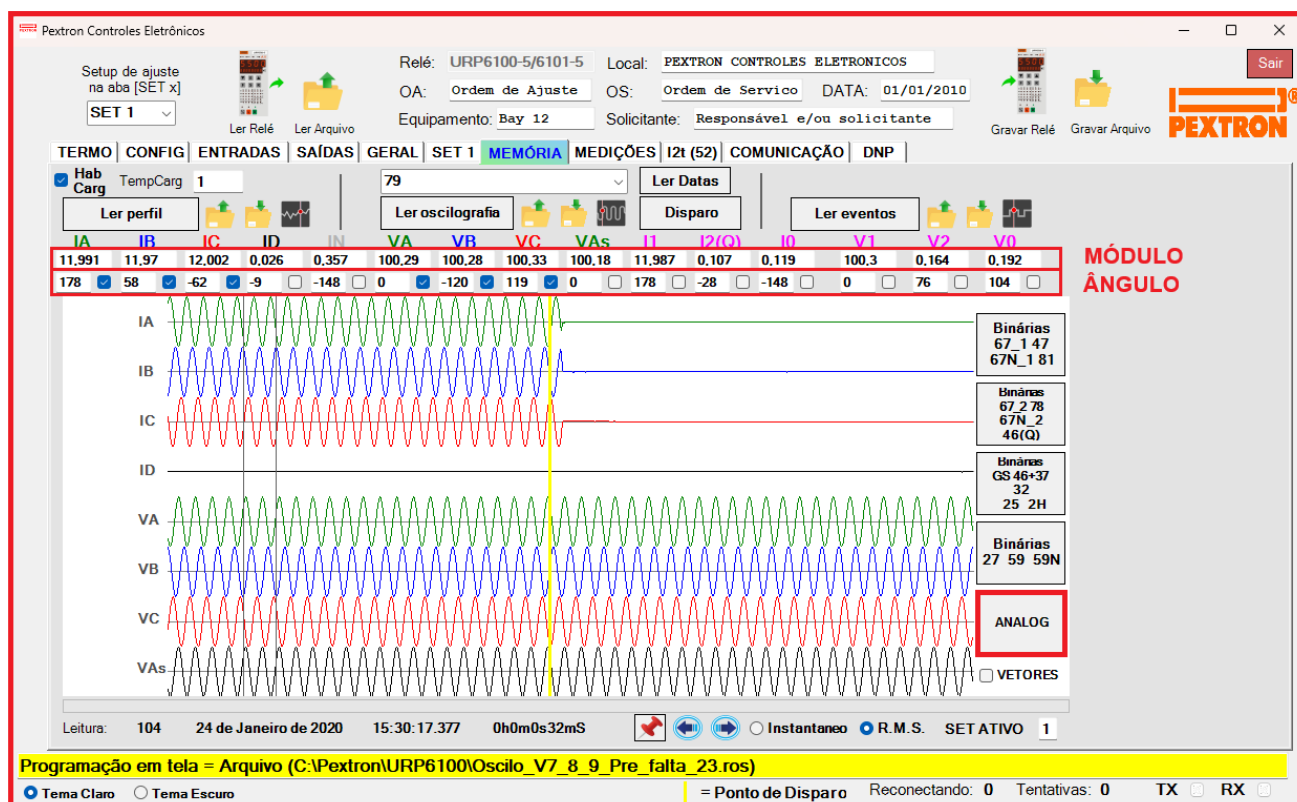 Pextron Controles Eletrônicos
Setup de ajuste
na aba [SET x]
SET 1
Ler Relé
Ler Arquivo
Relé: URP6100-5/6101-5 Local: PEXTRON CONTROLES ELETRONICOS
OA: Ordem de Ajuste OS: Ordem de Servico DATA: 01/01/2010
Equipamento: Bay 12 Solicitante: Responsável e/ou solicitante
Gravar Relé
Gravar Arquivo
Sair
PEXTRON®
TERMO CONFIG ENTRADAS SAÍDAS GERAL SET 1 MEMÓRIA MEDIÇÕES I2t (52) COMUNICAÇÃO DNP
Hab
Carg
TempCarg 1
79
Ler Datas
Ler perfil
Ler oscilografia
Disparo
Ler eventos
IA IB IC ID IN VA VB VC VAs I1 I2(Q) I0 V1 V2 V0
11,991 11,97 12,002 0,026 0,357 100,29 100,28 100,33 100,18 11,987 0,107 0,119 100,3 0,164 0,192
MÓDULO
178 58 -62 -9 -148 0 -120 119 0 178 -28 -148 0 76 104
ÂNGULO
IA
IB
IC
ID
VA
VB
VC
VAs
Binárias
67_1 47
67N_1 81
Binárias
67_2 78
67N_2
46(Q)
Binárias
GS 46+37
32
25 2H
Binárias
27 59 59N
ANALOG
VETORES
Leitura: 104 24 de Janeiro de 2020 15:30:17.377 0h0m0s32mS Instantaneo R.M.S. SET ATIVO 1
Programação em tela = Arquivo (C:\Pextron\URP6100\Oscilo_V7_8_9_Pre_falta_23.ros)
Tema Claro Tema Escuro = Ponto de Disparo Reconectando: 0 Tentativas: 0 TX RX